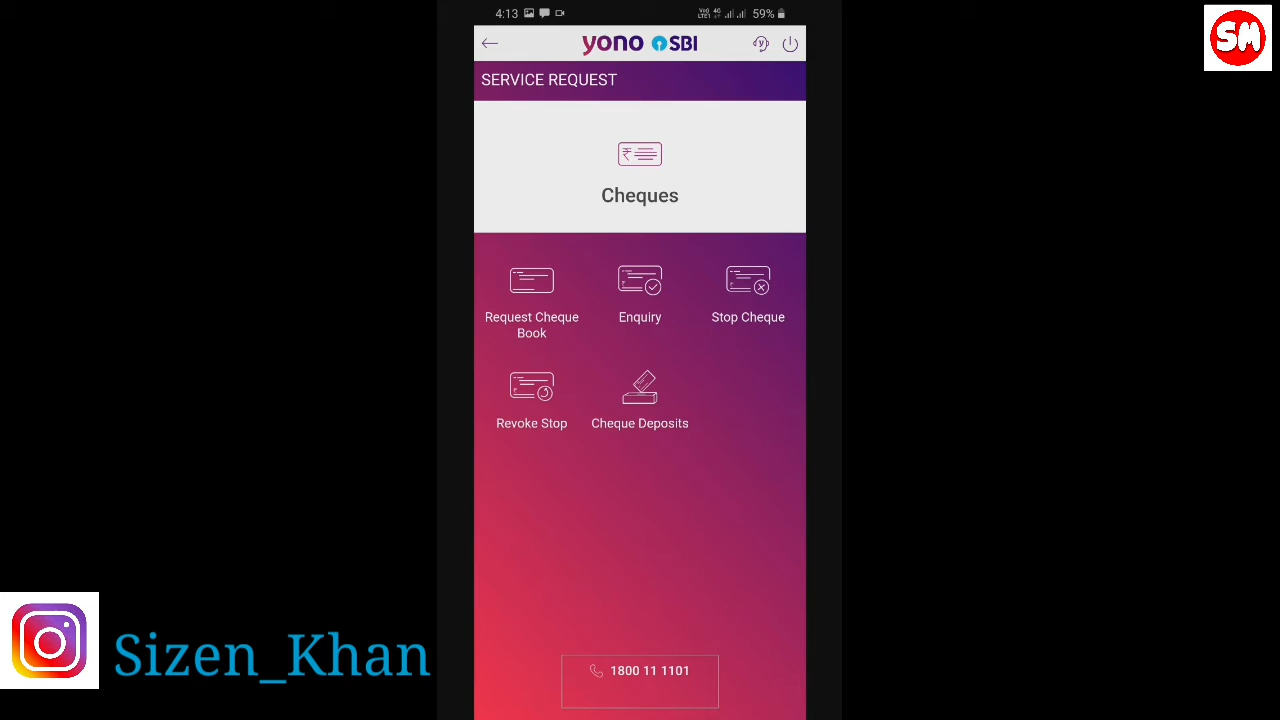 4:13
59%
yono SBI
SM
SERVICE REQUEST
Cheques
Request Cheque
Book
Enquiry
Stop Cheque
Revoke Stop
Cheque Deposits
1800 11 1101
Sizen_Khan